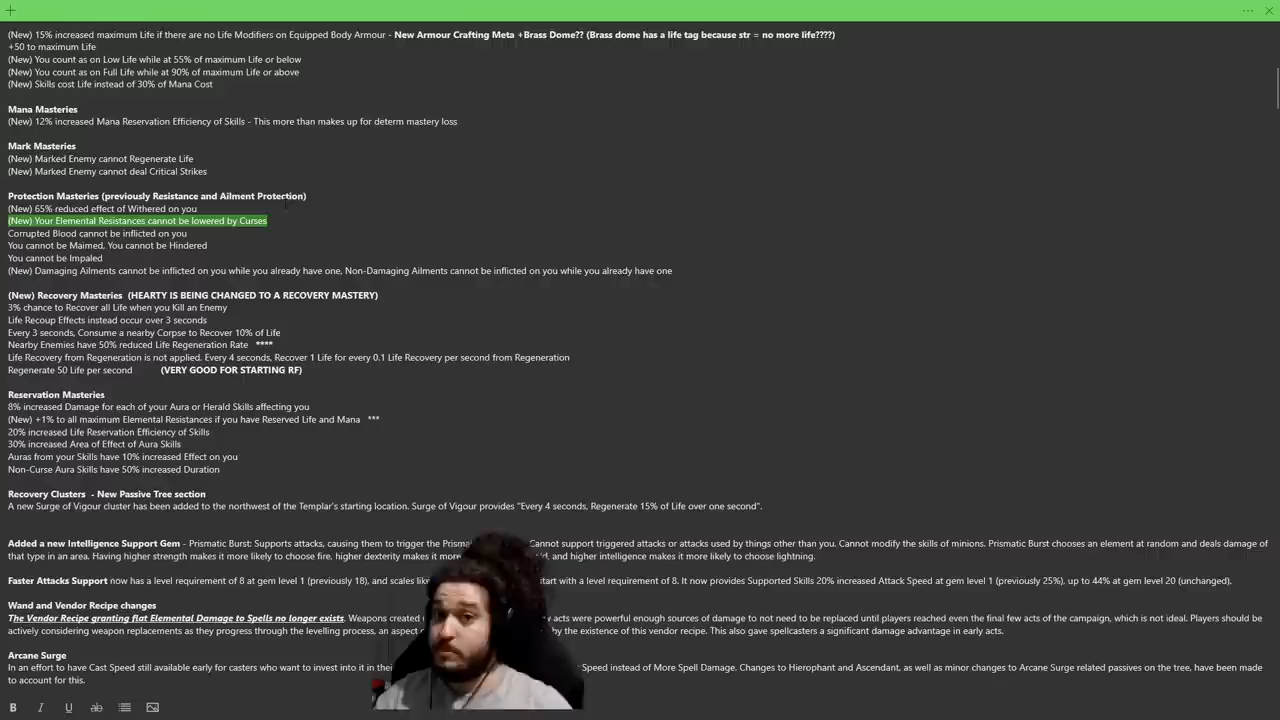 (New) 15% increased maximum Life if there are no Life Modifiers on Equipped Body Armour - New Armour Crafting Meta +Brass Dome?? (Brass dome has a life tag because str = no more life????)
+50 to maximum Life
(New) You count as on Low Life while at 55% of maximum Life or below
(New) You count as on Full Life while at 90% of maximum Life or above
(New) Skills cost Life instead of 30% of Mana Cost
Mana Masteries
(New) 12% increased Mana Reservation Efficiency of Skills - This more than makes up for determ mastery loss
Mark Masteries
(New) Marked Enemy cannot Regenerate Life
(New) Marked Enemy cannot deal Critical Strikes
Protection Masteries (previously Resistance and Ailment Protection)
(New) 65% reduced effect of Withered on you
(New) Your Elemental Resistances cannot be lowered by Curses
Corrupted Blood cannot be inflicted on you
You cannot be Maimed, You cannot be Hindered
You cannot be Impaled
(New) Damaging Ailments cannot be inflicted on you while you already have one, Non-Damaging Ailments cannot be inflicted on you while you already have one
(New) Recovery Masteries (HEARTY IS BEING CHANGED TO A RECOVERY MASTERY)
3% chance to Recover all Life when you Kill an Enemy
Life Recoup Effects instead occur over 3 seconds
Every 3 seconds, Consume a nearby Corpse to Recover 10% of Life
Nearby Enemies have 50% reduced Life Regeneration Rate ****
Life Recovery from Regeneration is not applied. Every 4 seconds, Recover 1 Life for every 0.1 Life Recovery per second from Regeneration
Regenerate 50 Life per second (VERY GOOD FOR STARTING RF)
Reservation Masteries
8% increased Damage for each of your Aura or Herald Skills affecting you
(New) +1% to all maximum Elemental Resistances if you have Reserved Life and Mana ***
20% increased Life Reservation Efficiency of Skills
30% increased Area of Effect of Aura Skills
Auras from your Skills have 10% increased Effect on you
Non-Curse Aura Skills have 50% increased Duration
Recovery Clusters - New Passive Tree section
A new Surge of Vigour cluster has been added to the northwest of the Templar's starting location. Surge of Vigour provides "Every 4 seconds, Regenerate 15% of Life over one second".
Added a new Intelligence Support Gem - Prismatic Burst: Supports attacks, causing them to trigger the Prisma Cannot support triggered attacks or attacks used by things other than you. Cannot modify the skills of minions. Prismatic Burst chooses an element at random and deals damage of
that type in an area. Having higher strength makes it more likely to choose fire, higher dexterity makes it more and higher intelligence makes it more likely to choose lightning.
Faster Attacks Support now has a level requirement of 8 at gem level 1 (previously 18), and scales start with a level requirement of 8. It now provides Supported Skills 20% increased Attack Speed at gem level 1 (previously 25%), up to 44% at gem level 20 (unchanged).
Wand and Vendor Recipe changes
The Vendor Recipe granting flat Elemental Damage to Spells no longer exists. Weapons created acts were powerful enough sources of damage to not need to be replaced until players reached even the final few acts of the campaign, which is not ideal. Players should be
actively considering weapon replacements as they progress through the levelling process, an aspect by the existence of this vendor recipe. This also gave spellcasters a significant damage advantage in early acts.
Arcane Surge
In an effort to have Cast Speed still available early for casters who want to invest into it in their Speed instead of More Spell Damage. Changes to Hierophant and Ascendant, as well as minor changes to Arcane Surge related passives on the tree, have been made
to account for this.
B I U ab